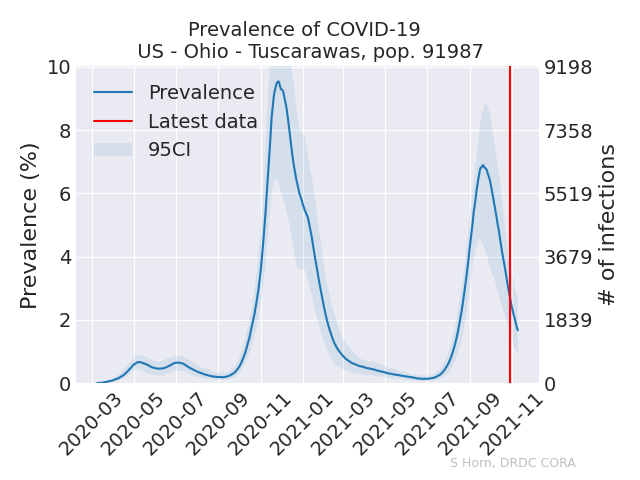 Prevalence of COVID-19
US - Ohio - Tuscarawas, pop. 91987
Prevalence (%)
10
8
6
4
2
0
Prevalence
Latest data
95CI
9198
7358
5519
3679
1839
0
# of infections
2020-03
2020-05
2020-07
2020-09
2020-11
2021-01
2021-03
2021-05
2021-07
2021-09
2021-11
S Horn, DRDC CORA